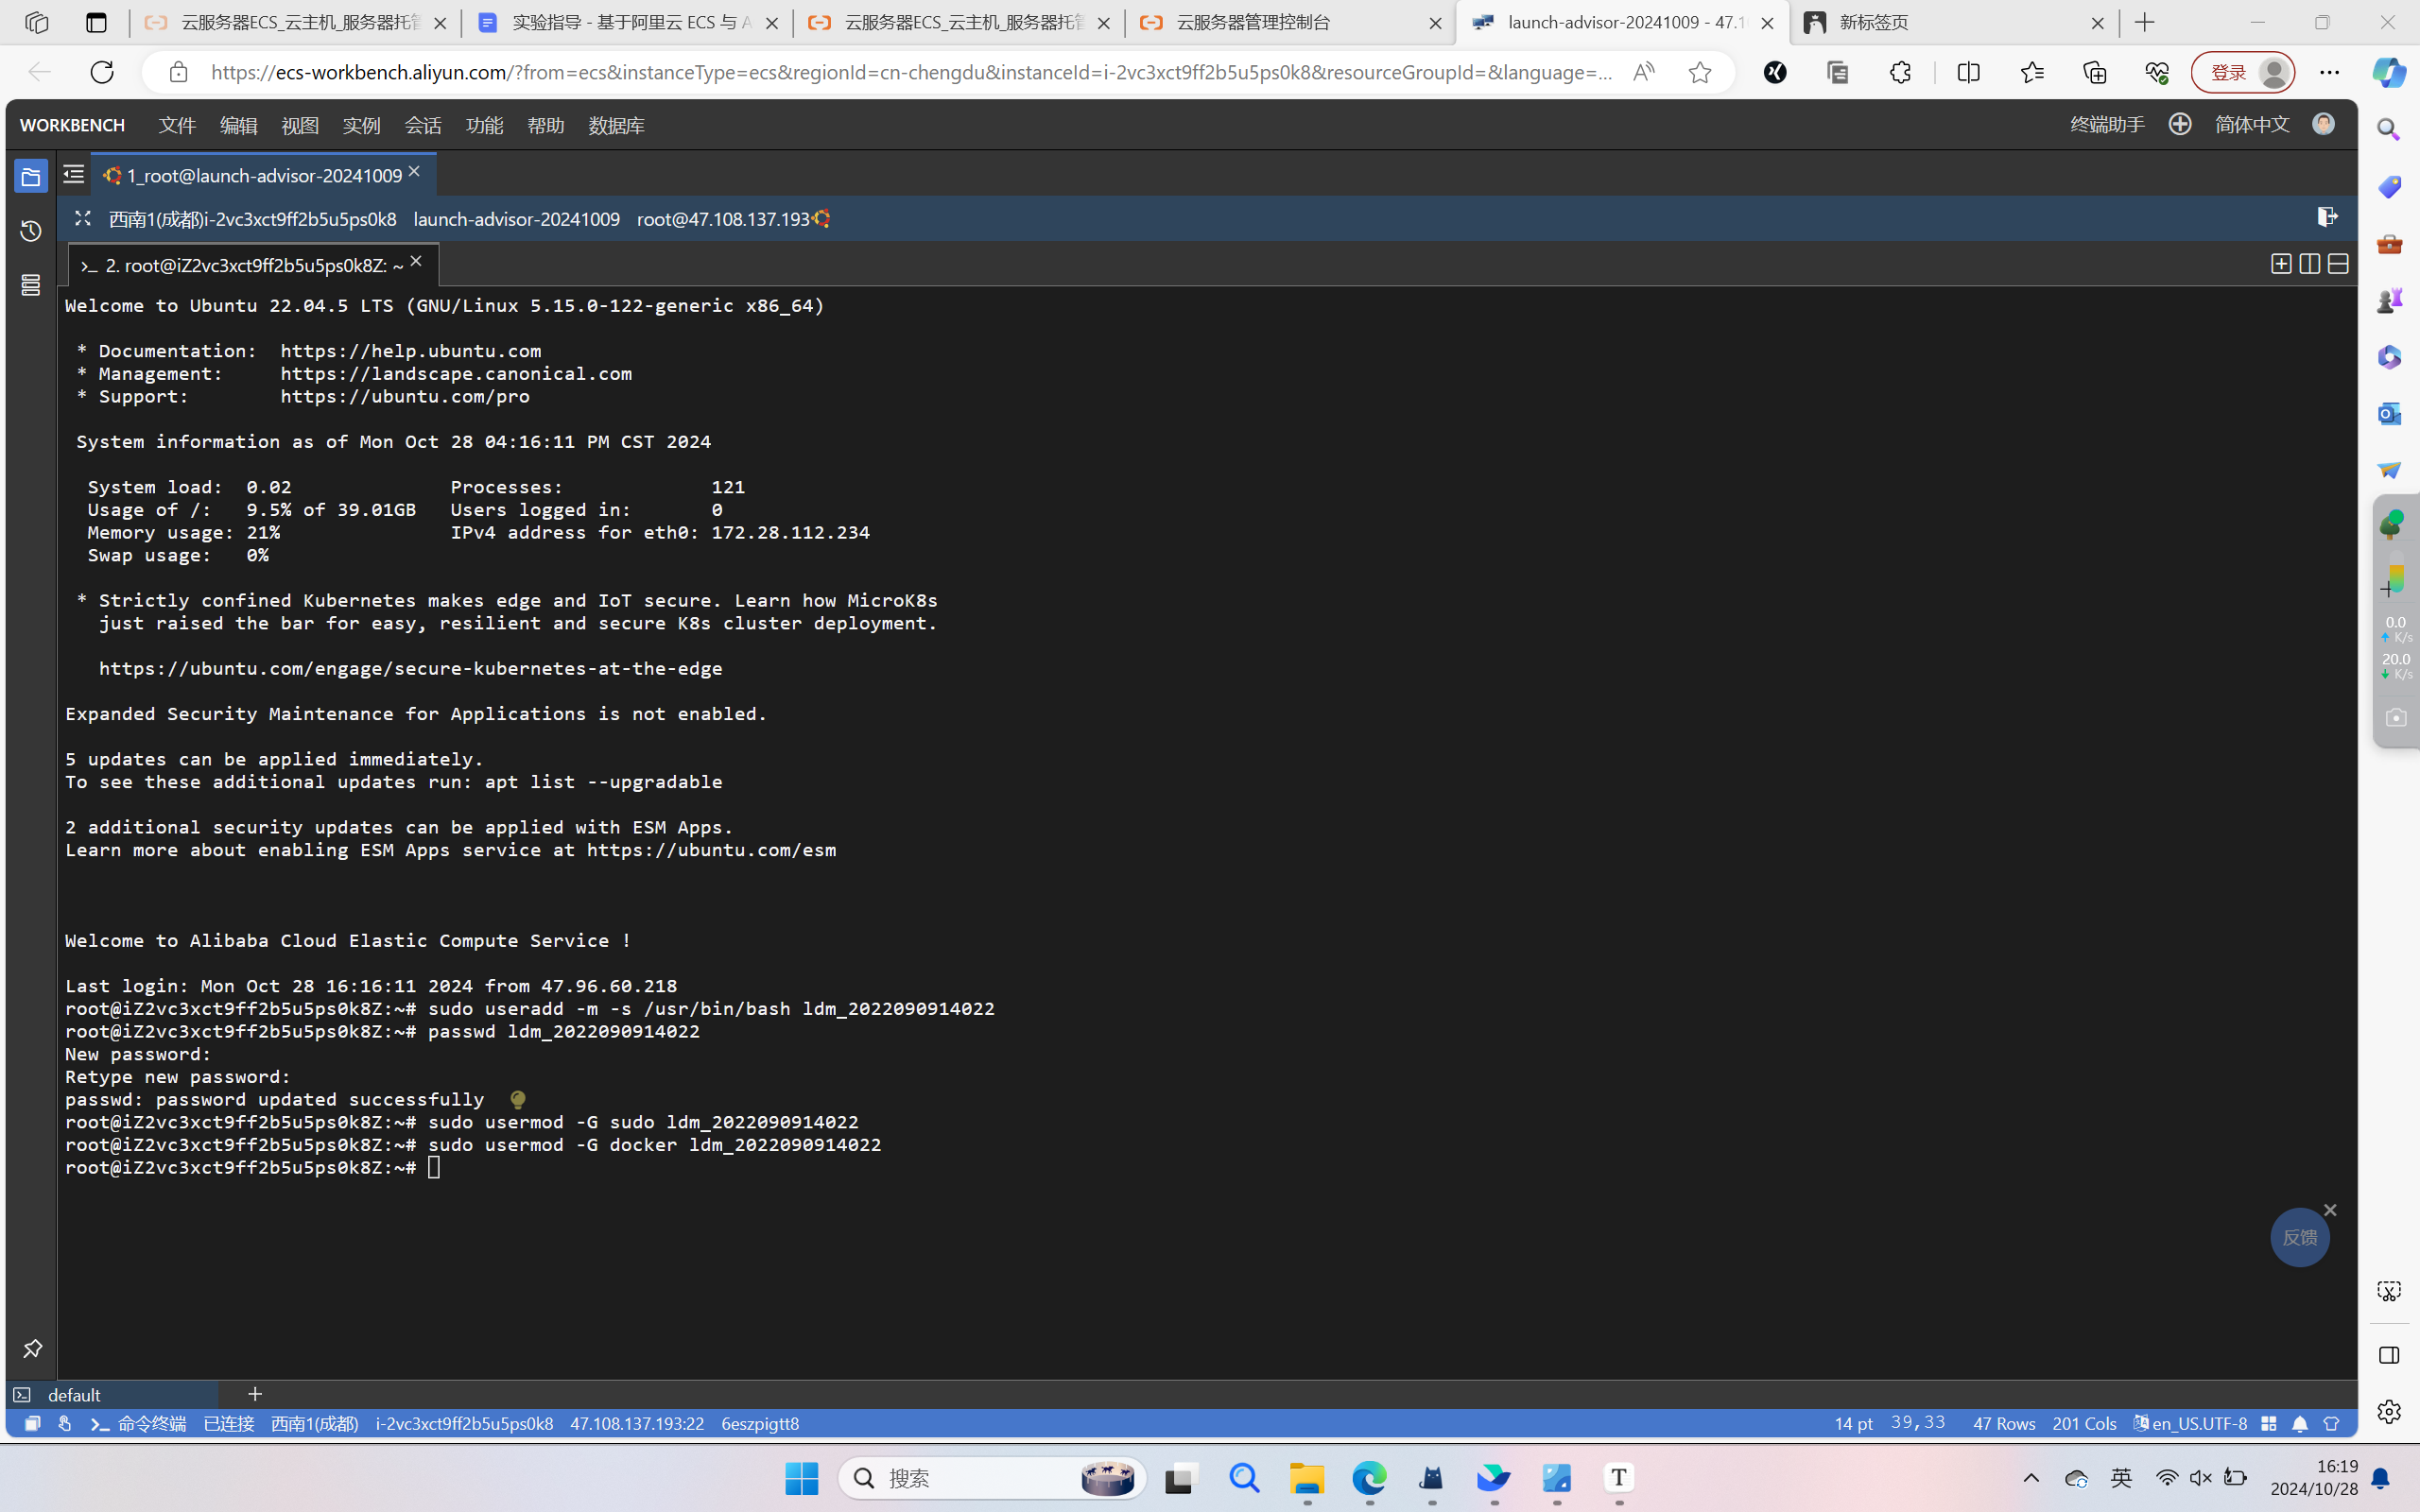 云服务器ECS_云主机_服务器托管
实验指导 - 基于阿里云 ECS 与 A
云服务器ECS_云主机_服务器托管
云服务器管理控制台
launch-advisor-20241009 - 47.1
新标签页
https://ecs-workbench.aliyun.com/?from=ecs&instanceType=ecs&regionId=cn-chengdu&instanceId=i-2vc3xct9ff2b5u5ps0k8&resourceGroupId=&language=...
登录
WORKBENCH 文件 编辑 视图 实例 会话 功能 帮助 数据库
终端助手 简体中文
1_root@launch-advisor-20241009
西南1(成都)i-2vc3xct9ff2b5u5ps0k8 launch-advisor-20241009 root@47.108.137.193
>_ 2. root@iZ2vc3xct9ff2b5u5ps0k8Z: ~
Welcome to Ubuntu 22.04.5 LTS (GNU/Linux 5.15.0-122-generic x86_64)
* Documentation: https://help.ubuntu.com
* Management: https://landscape.canonical.com
* Support: https://ubuntu.com/pro
System information as of Mon Oct 28 04:16:11 PM CST 2024
System load: 0.02 Processes: 121
Usage of /: 9.5% of 39.01GB Users logged in: 0
Memory usage: 21% IPv4 address for eth0: 172.28.112.234
Swap usage: 0%
* Strictly confined Kubernetes makes edge and IoT secure. Learn how MicroK8s
just raised the bar for easy, resilient and secure K8s cluster deployment.
https://ubuntu.com/engage/secure-kubernetes-at-the-edge
Expanded Security Maintenance for Applications is not enabled.
5 updates can be applied immediately.
To see these additional updates run: apt list --upgradable
2 additional security updates can be applied with ESM Apps.
Learn more about enabling ESM Apps service at https://ubuntu.com/esm
Welcome to Alibaba Cloud Elastic Compute Service !
Last login: Mon Oct 28 16:16:11 2024 from 47.96.60.218
root@iZ2vc3xct9ff2b5u5ps0k8Z:~# sudo useradd -m -s /usr/bin/bash ldm_2022090914022
root@iZ2vc3xct9ff2b5u5ps0k8Z:~# passwd ldm_2022090914022
New password:
Retype new password:
passwd: password updated successfully
root@iZ2vc3xct9ff2b5u5ps0k8Z:~# sudo usermod -G sudo ldm_2022090914022
root@iZ2vc3xct9ff2b5u5ps0k8Z:~# sudo usermod -G docker ldm_2022090914022
root@iZ2vc3xct9ff2b5u5ps0k8Z:~#
0.0
K/s
20.0
K/s
反馈
default
命令终端 已连接 西南1(成都) i-2vc3xct9ff2b5u5ps0k8 47.108.137.193:22 6eszpigtt8
14 pt 39,33 47 Rows 201 Cols en_US.UTF-8
搜索
英
16:19
2024/10/28